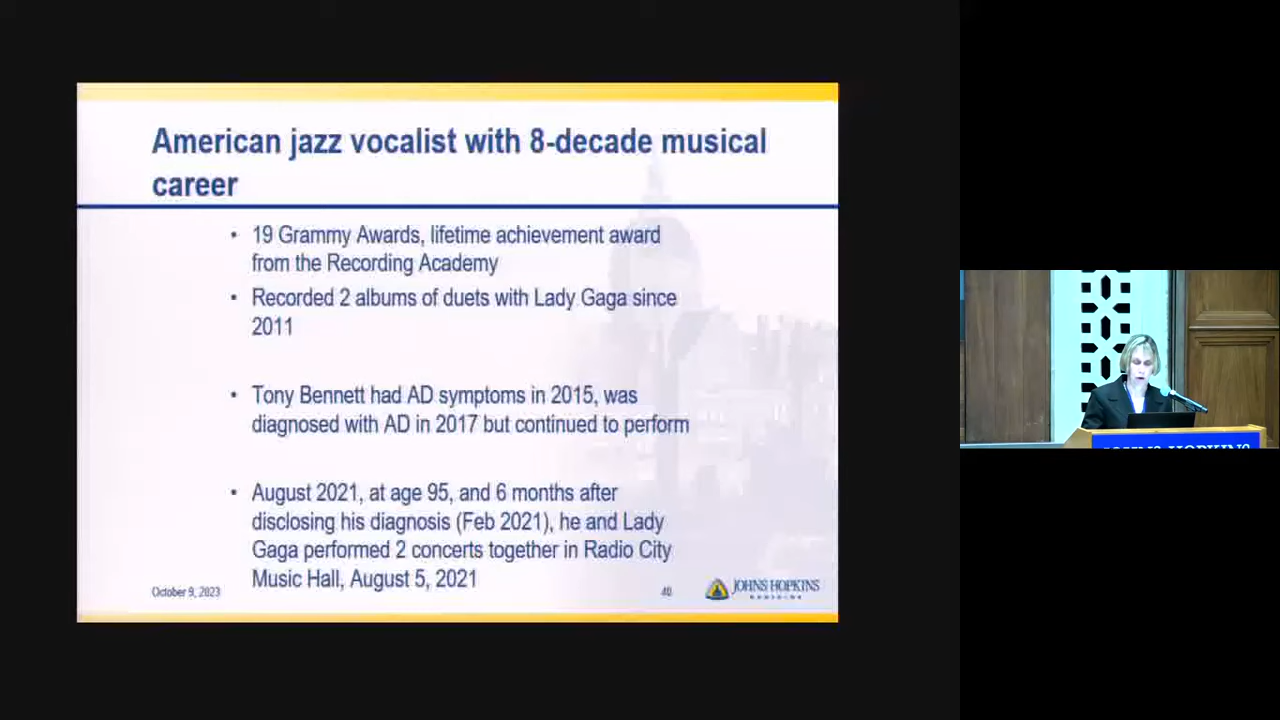 American jazz vocalist with 8-decade musical
career
• 19 Grammy Awards, lifetime achievement award
from the Recording Academy
• Recorded 2 albums of duets with Lady Gaga since
2011
• Tony Bennett had AD symptoms in 2015, was
diagnosed with AD in 2017 but continued to perform
• August 2021, at age 95, and 6 months after
disclosing his diagnosis (Feb 2021), he and Lady
Gaga performed 2 concerts together in Radio City
Music Hall, August 5, 2021
October 9, 2023
40
JOHNS HOPKINS
MEDICINE
JOHNS HOPKINS